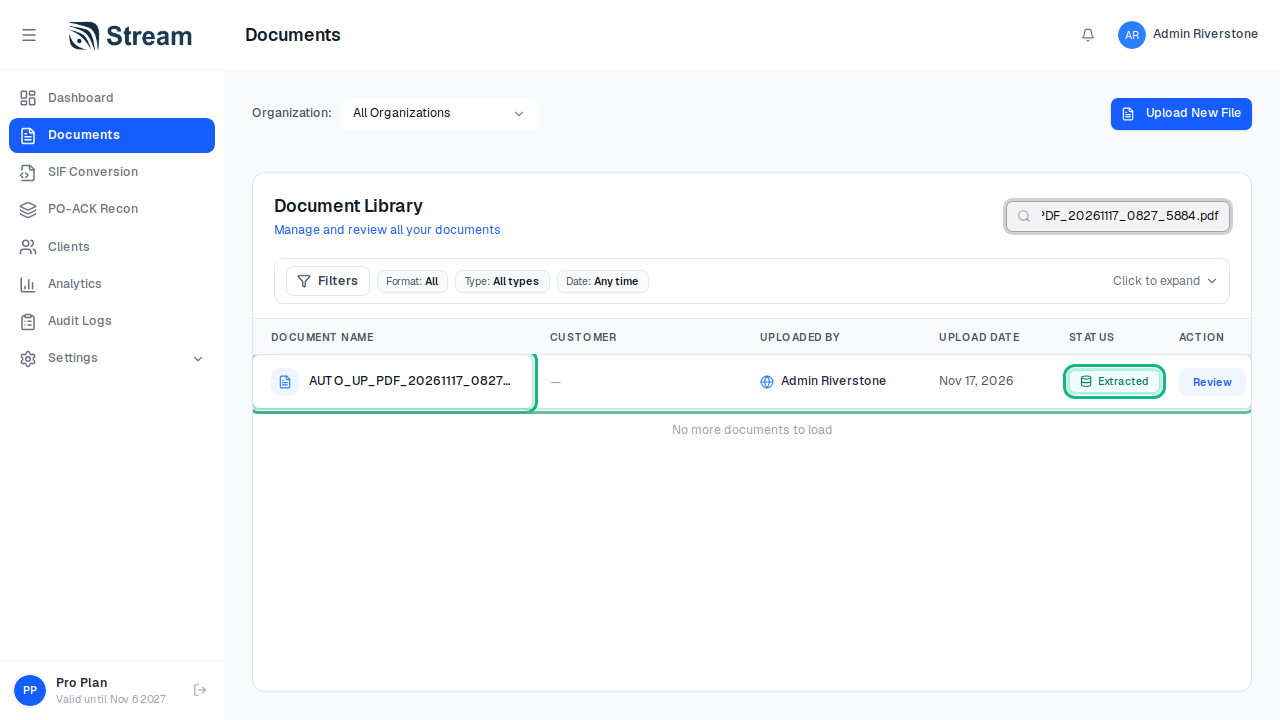 Stream
Documents
AR
Admin Riverstone
Dashboard
Documents
SIF Conversion
PO-ACK Recon
Clients
Analytics
Audit Logs
Settings
Organization:
All Organizations
Upload New File
Document Library
Manage and review all your documents
PDF_20261117_0827_5884.pdf
Filters
Format: All
Type: All types
Date: Any time
Click to expand
DOCUMENT NAME
CUSTOMER
UPLOADED BY
UPLOAD DATE
STATUS
ACTION
AUTO_UP_PDF_20261117_0827...
—
Admin Riverstone
Nov 17, 2026
Extracted
Review
No more documents to load
PP
Pro Plan
Valid until Nov 6 2027